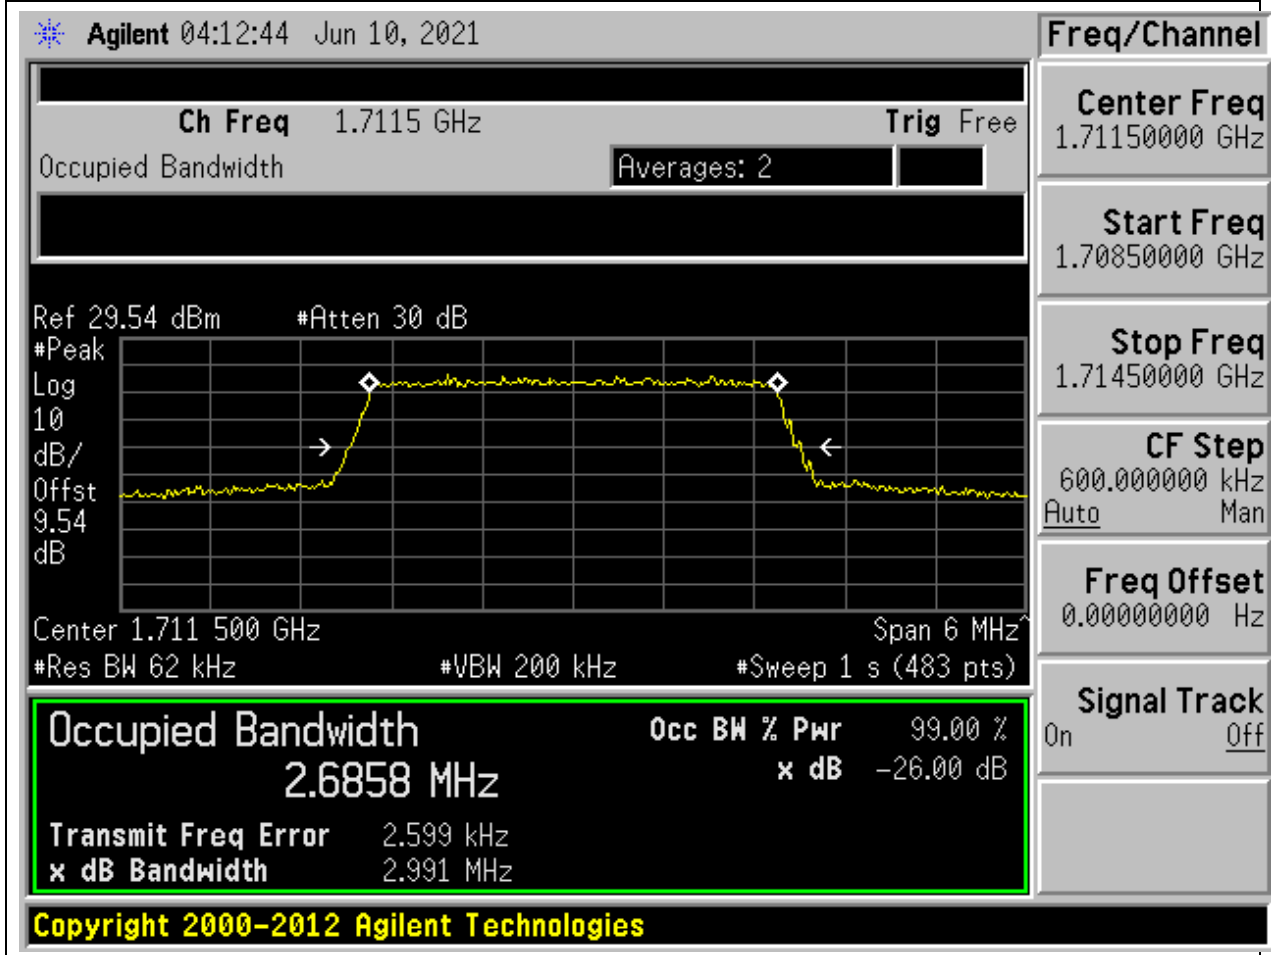 Agilent 04:12:44 Jun 10, 2021
Freq/Channel
Ch Freq 1.7115 GHz Trig Free
Occupied Bandwidth Averages: 2
Ref 29.54 dBm #Atten 30 dB
#Peak
Log
10
dB/
Offst
9.54
dB
Center 1.711 500 GHz Span 6 MHz^
#Res BW 62 kHz #VBW 200 kHz #Sweep 1 s (483 pts)
Occupied Bandwidth Occ BW % Pwr 99.00 %
2.6858 MHz x dB -26.00 dB
Transmit Freq Error 2.599 kHz
x dB Bandwidth 2.991 MHz
Copyright 2000-2012 Agilent Technologies
Center Freq
1.71150000 GHz
Start Freq
1.70850000 GHz
Stop Freq
1.71450000 GHz
CF Step
600.000000 kHz
Auto Man
Freq Offset
0.00000000 Hz
Signal Track
On Off